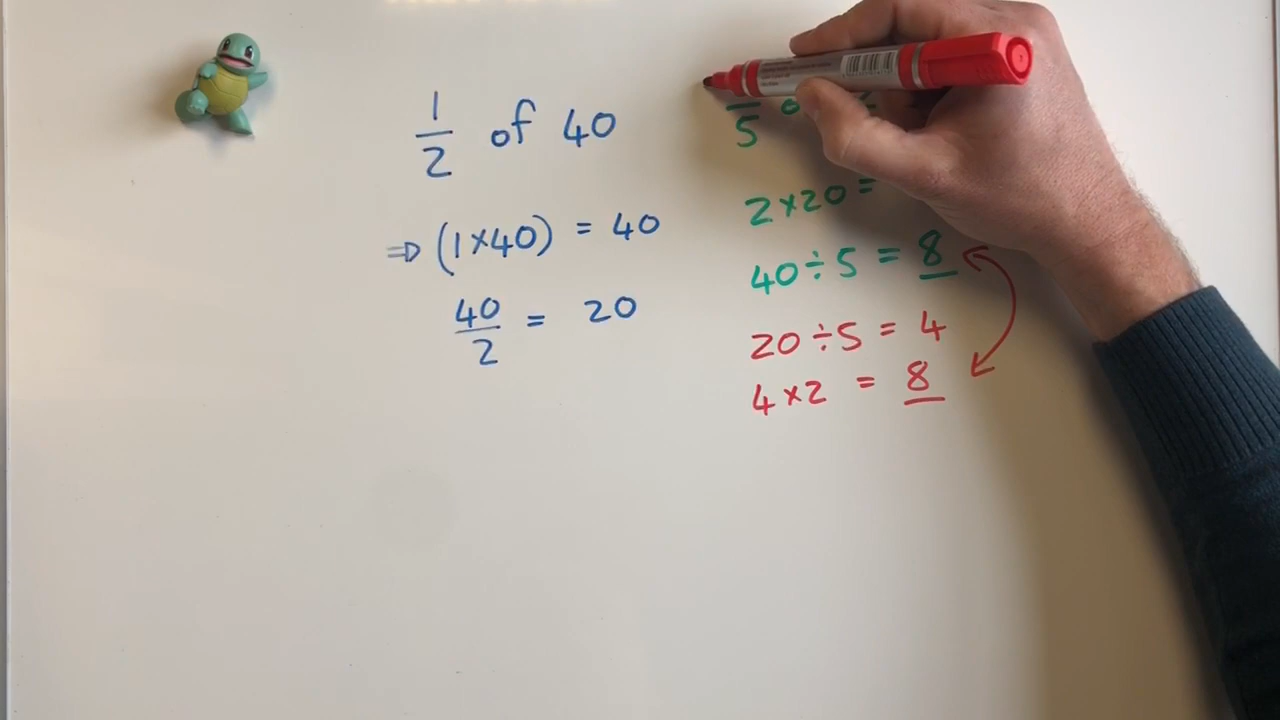 1/2 of 40
⇒ (1×40) = 40
40/2 = 20
5
2×20 =
40÷5 = 8
20÷5 = 4
4×2 = 8